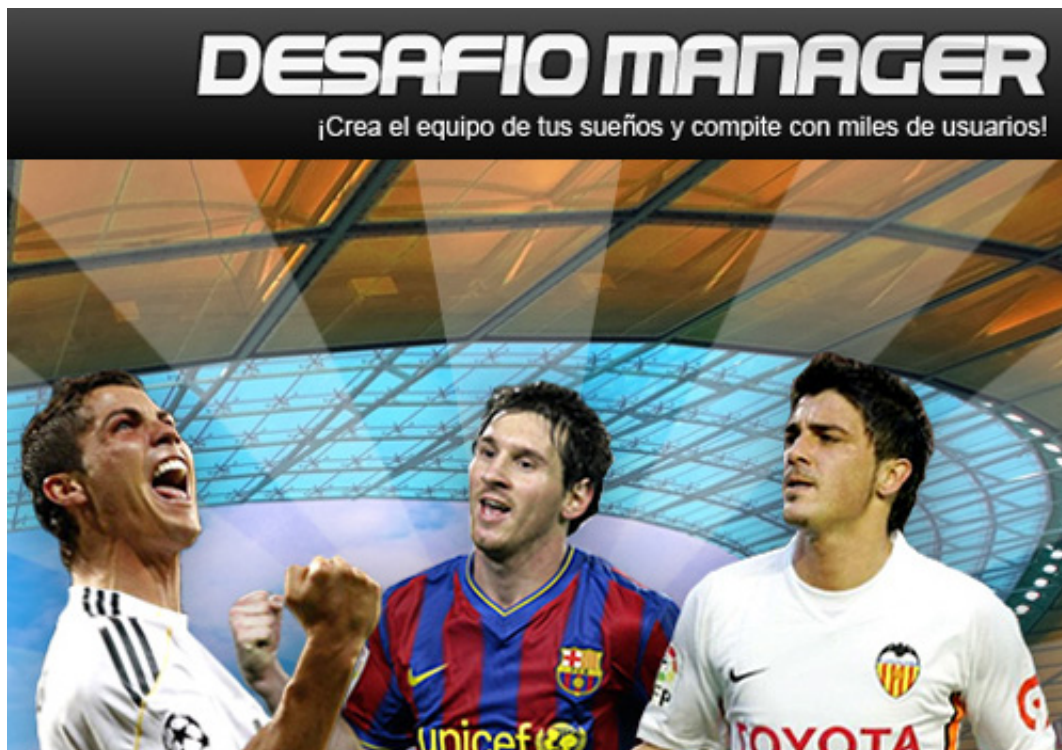 DESAFIO MANAGER
¡Crea el equipo de tus sueños y compite con miles de usuarios!
unicef
TOYOTA